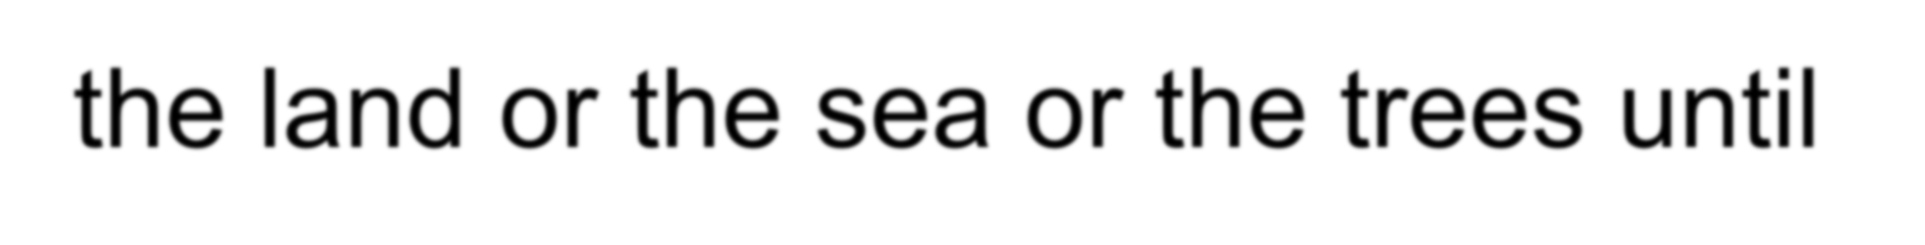 the land or the sea or the trees until